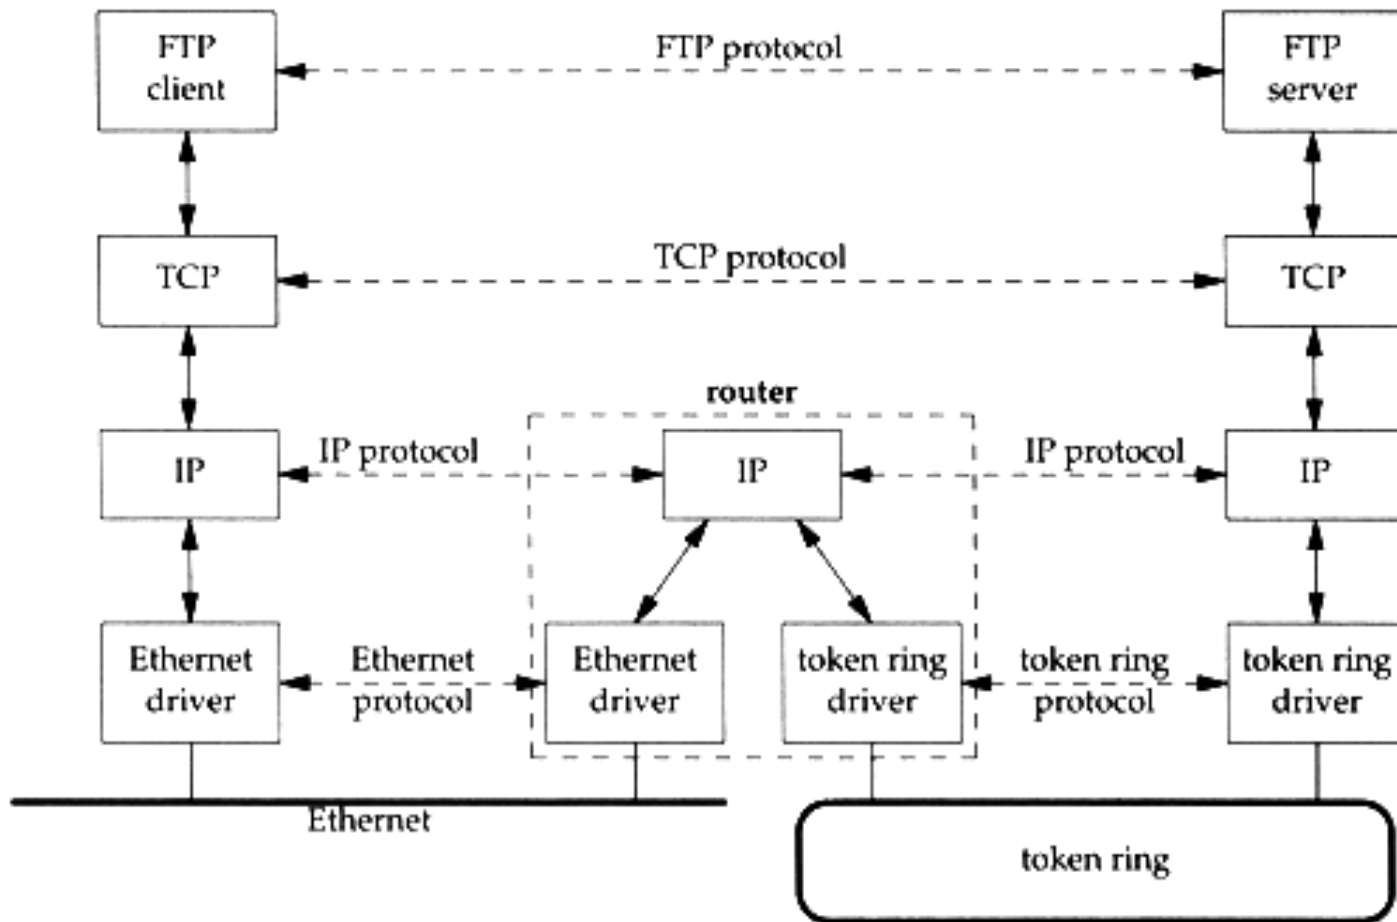 FTP
client
FTP protocol
FTP
server
TCP
TCP protocol
TCP
router
IP
IP protocol
IP
IP protocol
IP
Ethernet
driver
Ethernet
protocol
Ethernet
driver
token ring
driver
token ring
protocol
token ring
driver
Ethernet
token ring